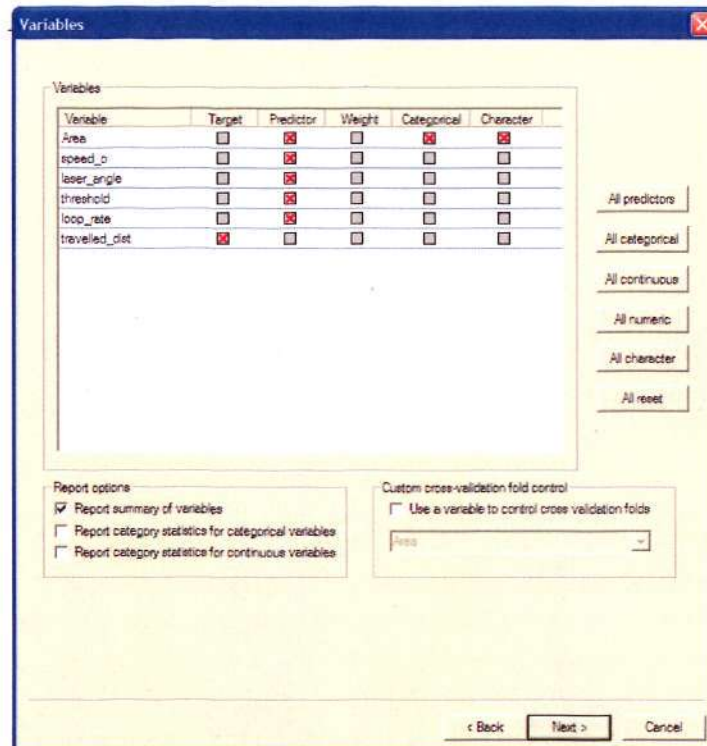 Variables
Variables
Variable Target Predictor Weight Categorical Character
Area
speed_o
laser_angle
threshold
loop_rate
travelled_dist
All predictors
All categorical
All continuous
All numeric
All character
All reset
Report options
Report summary of variables
Report category statistics for categorical variables
Report category statistics for continuous variables
Custom cross-validation fold control
Use a variable to control cross validation folds
Area
< Back Next > Cancel